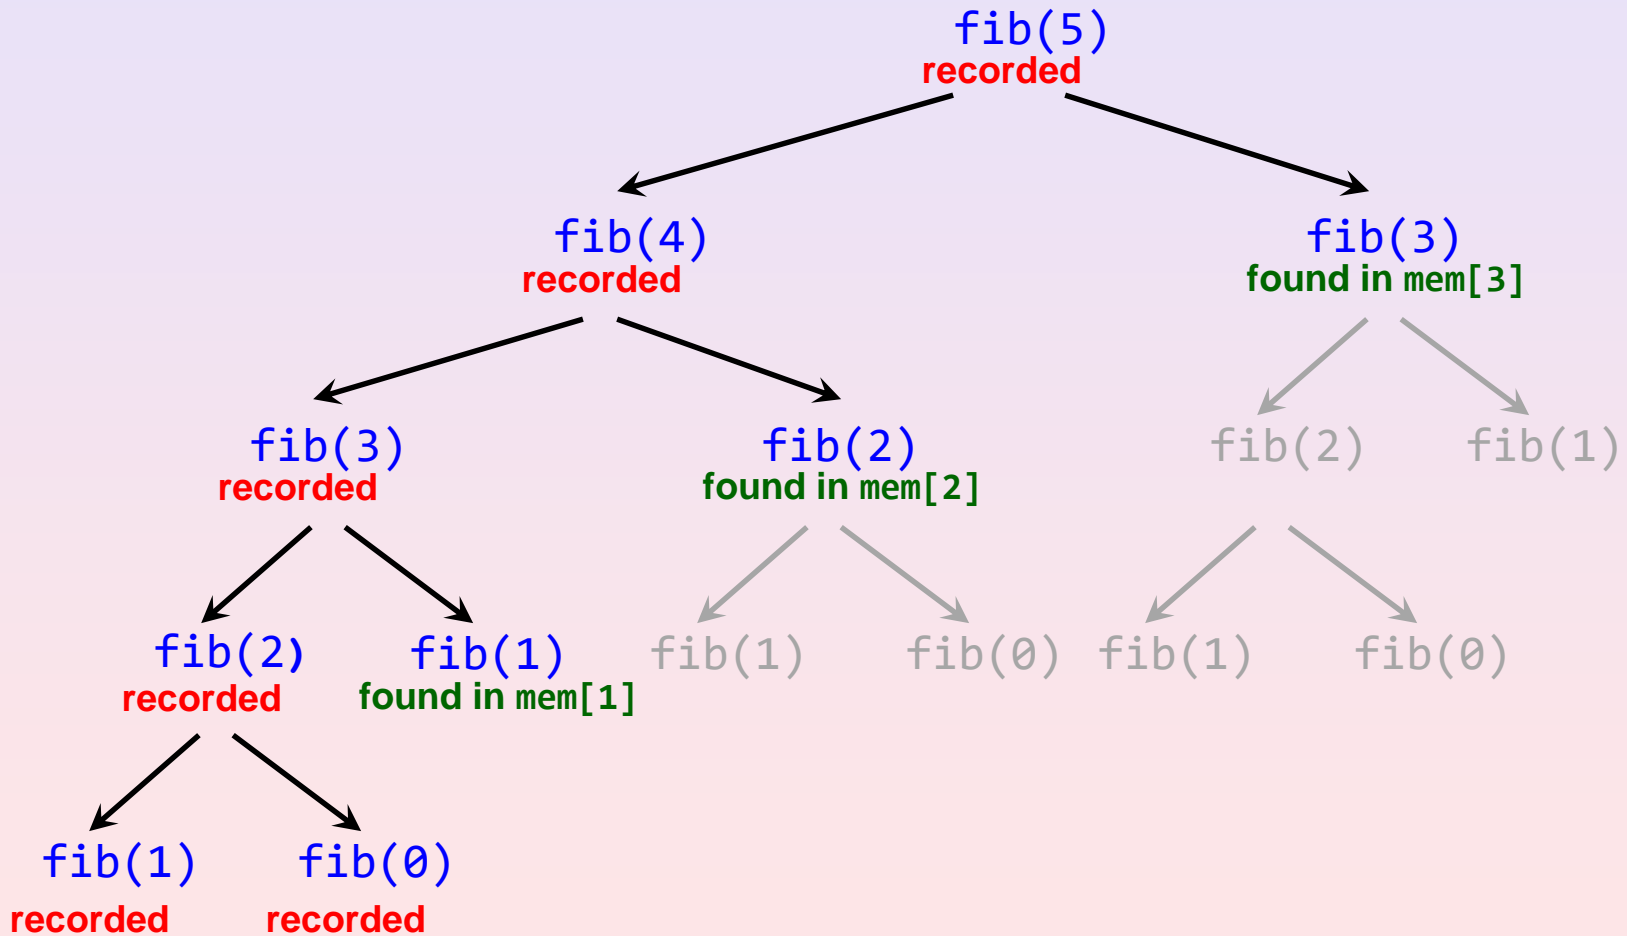 fib(5)
recorded
fib(4)
recorded
fib(3)
found in mem[3]
fib(3)
recorded
fib(2)
found in mem[2]
fib(2)
fib(1)
fib(2)
recorded
fib(1)
found in mem[1]
fib(1)
fib(0)
fib(1)
fib(0)
fib(1)
recorded
fib(0)
recorded